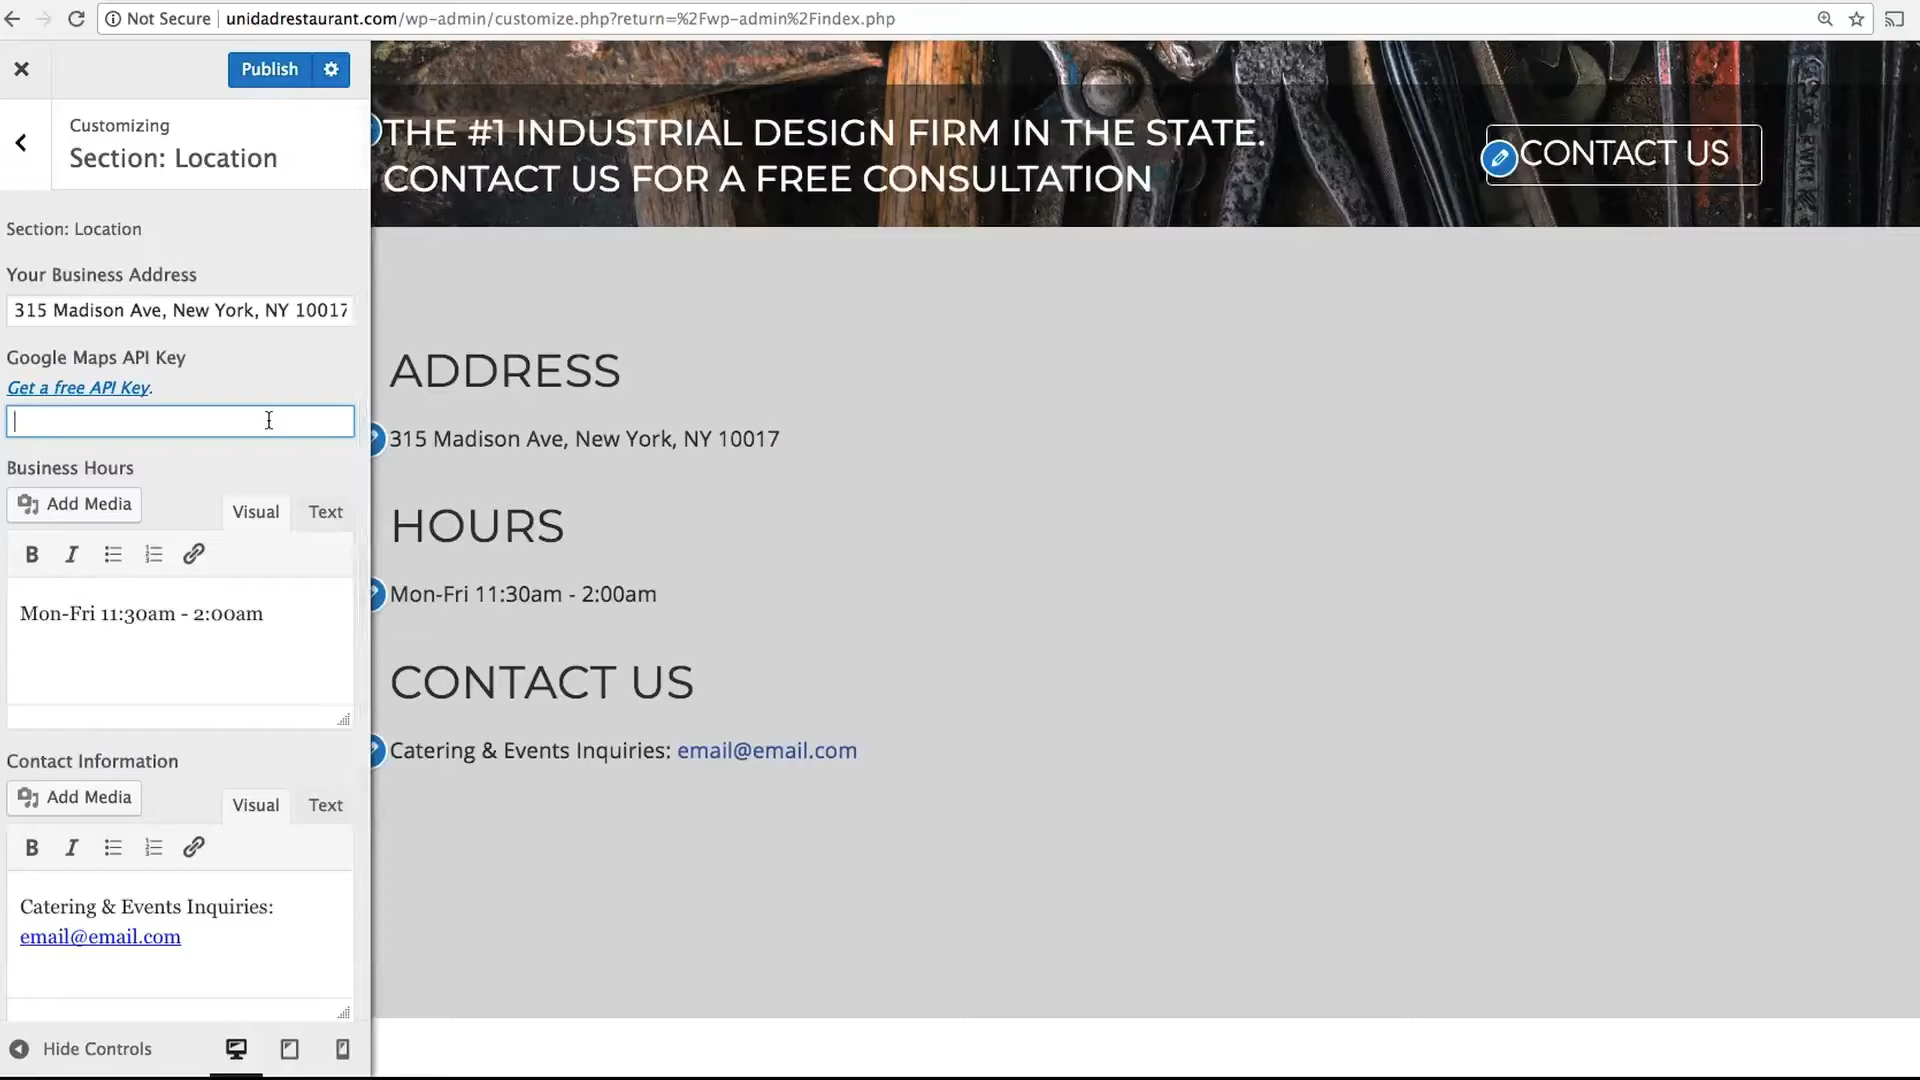 Not Secure
unidadrestaurant.com/wp-admin/customize.php?return=%2Fwp-admin%2Findex.php
Publish
Customizing
Section: Location
Section: Location
Your Business Address
315 Madison Ave, New York, NY 10017
Google Maps API Key
Get a free API Key.
Business Hours
Add Media
Visual
Text
B I
Mon-Fri 11:30am - 2:00am
Contact Information
Add Media
Visual
Text
B I
Catering & Events Inquiries:
email@email.com
Hide Controls
THE #1 INDUSTRIAL DESIGN FIRM IN THE STATE.
CONTACT US FOR A FREE CONSULTATION
CONTACT US
ADDRESS
315 Madison Ave, New York, NY 10017
HOURS
Mon-Fri 11:30am - 2:00am
CONTACT US
Catering & Events Inquiries: email@email.com